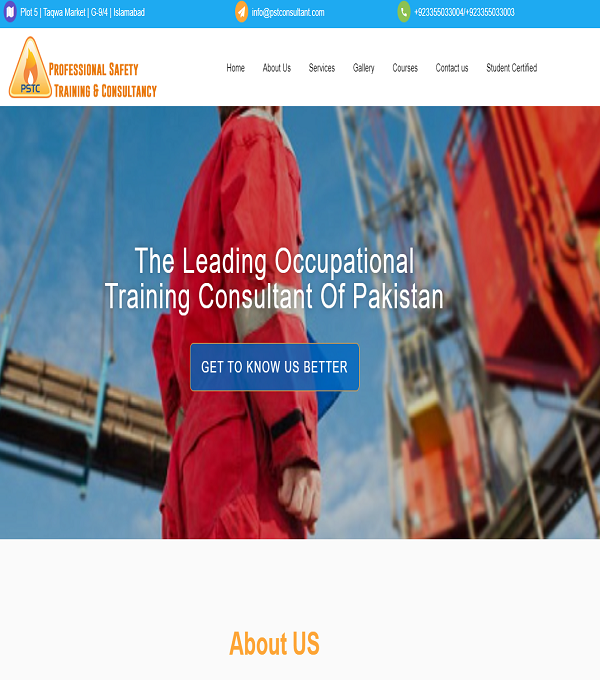 Plot 5 | Taqwa Market | G-9/4 | Islamabad
info@pstconsultant.com
+923355033004/+923355033003
PSTC
Professional Safety
Training & Consultancy
Home
About Us
Services
Gallery
Courses
Contact us
Student Certified
The Leading Occupational
Training Consultant Of Pakistan
GET TO KNOW US BETTER
About US